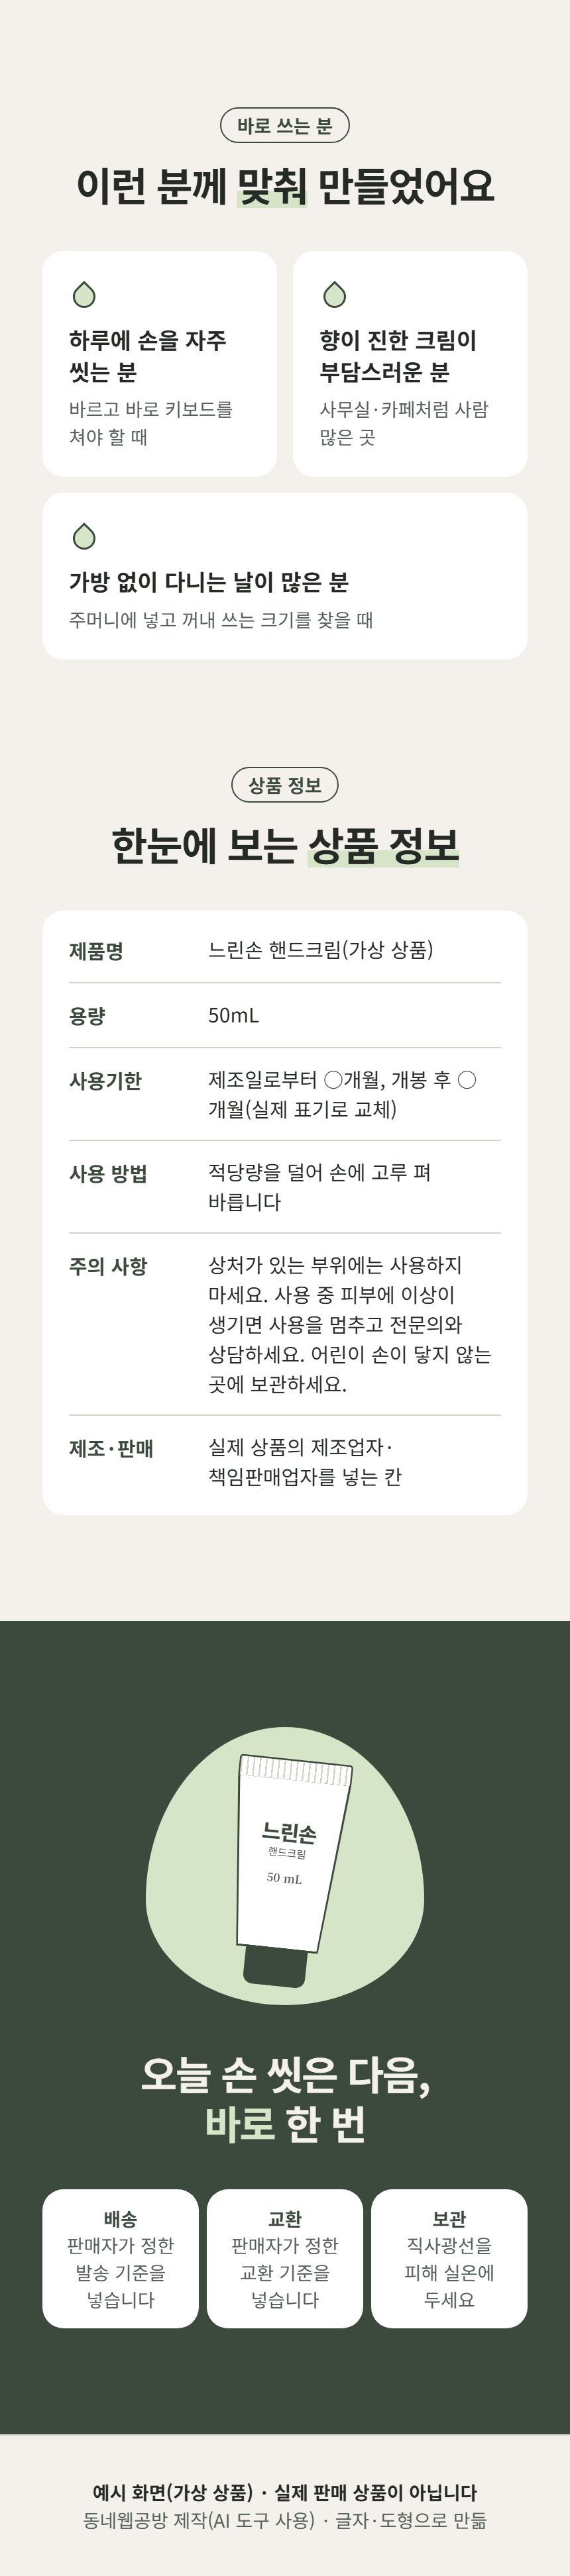 바로 쓰는 분
이런 분께 맞춰 만들었어요
하루에 손을 자주
씻는 분
바르고 바로 키보드를
쳐야 할 때
향이 진한 크림이
부담스러운 분
사무실·카페처럼 사람
많은 곳
가방 없이 다니는 날이 많은 분
주머니에 넣고 꺼내 쓰는 크기를 찾을 때
상품 정보
한눈에 보는 상품 정보
제품명
느린손 핸드크림(가상 상품)
용량
50mL
사용기한
제조일로부터 ◯개월, 개봉 후 ◯
개월(실제 표기로 교체)
사용 방법
적당량을 덜어 손에 고루 펴
바릅니다
주의 사항
상처가 있는 부위에는 사용하지
마세요. 사용 중 피부에 이상이
생기면 사용을 멈추고 전문의와
상담하세요. 어린이 손이 닿지 않는
곳에 보관하세요.
제조·판매
실제 상품의 제조업자·
책임판매업자를 넣는 칸
느린손
핸드크림
50 mL
오늘 손 씻은 다음,
바로 한 번
배송
판매자가 정한
발송 기준을
넣습니다
교환
판매자가 정한
교환 기준을
넣습니다
보관
직사광선을
피해 실온에
두세요
예시 화면(가상 상품) · 실제 판매 상품이 아닙니다
동네웹공방 제작(AI 도구 사용) · 글자·도형으로 만듦